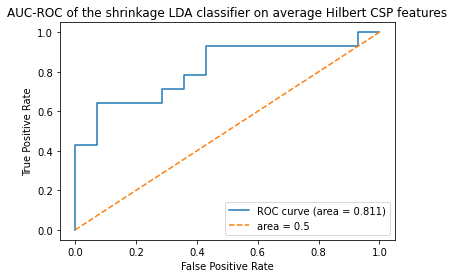 AUC-ROC of the shrinkage LDA classifier on average Hilbert CSP features
1.0
0.8
0.6
0.4
0.2
0.0
True Positive Rate
0.0 0.2 0.4 0.6 0.8 1.0
False Positive Rate
ROC curve (area = 0.811)
area = 0.5